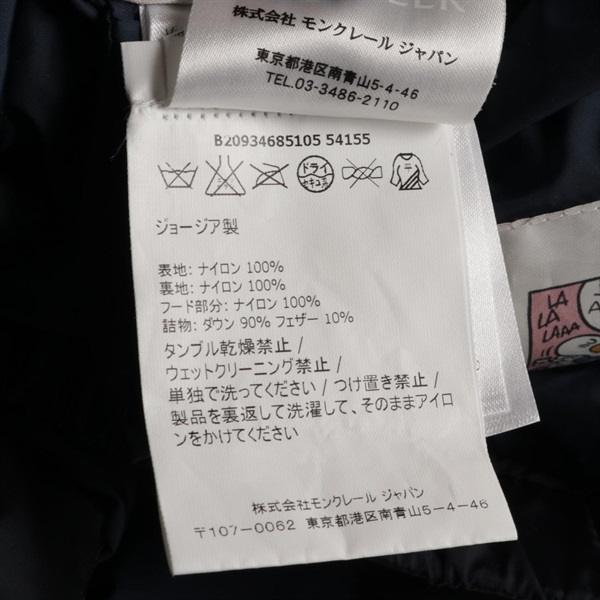 株式会社 モンクレール ジャパン
東京都港区南青山5-4-46
TEL.03-3486-2110
B20934685105 54155
ドライ
セキユ系
ジョージア製
表地: ナイロン 100%
裏地: ナイロン 100%
フード部分: ナイロン 100%
詰物: ダウン 90% フェザー 10%
タンブル乾燥禁止 /
ウェットクリーニング禁止 /
単独で洗ってください / つけ置き禁止 /
製品を裏返して洗濯して、そのままアイロ
ンをかけてください
株式会社モンクレール ジャパン
〒107-0062 東京都港区南青山5-4-46
LA
LA
LAAA